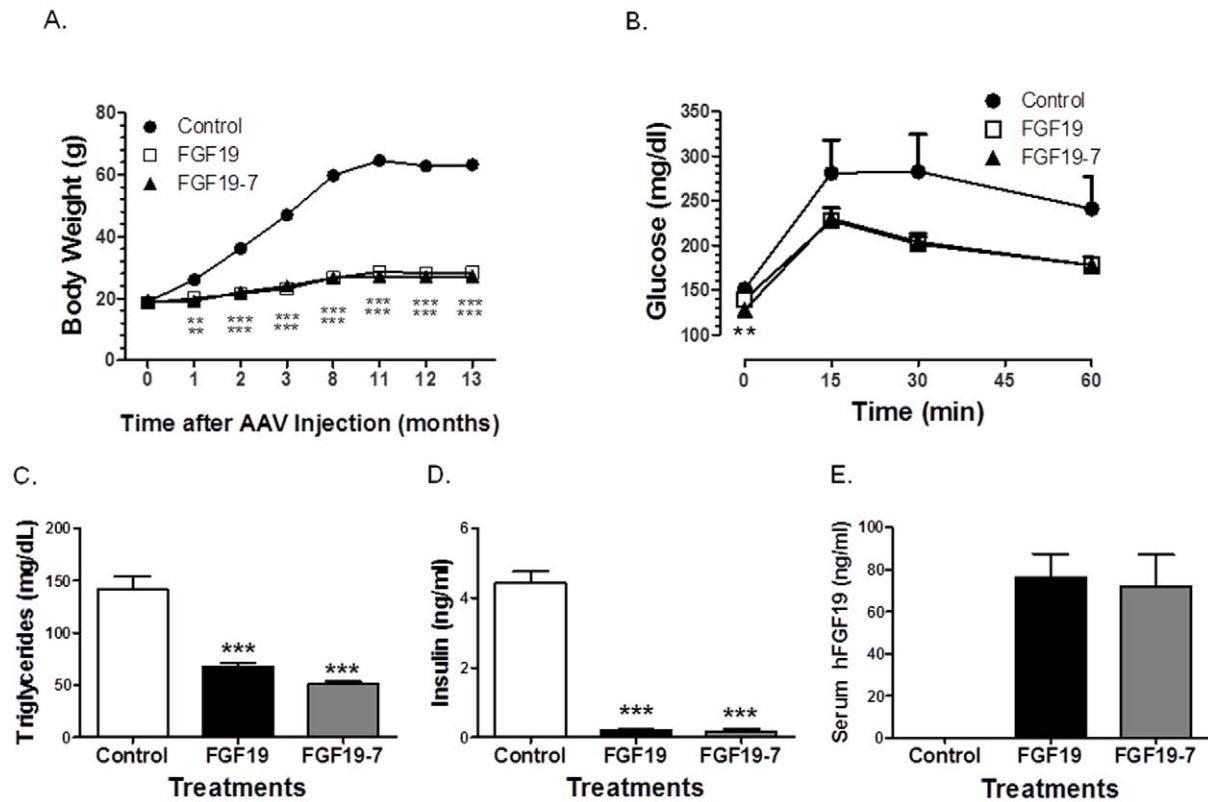 A.
B.
Body Weight (g)
80
60
40
20
0
Control
FGF19
FGF19-7
** *** *** *** *** *** ***
** *** *** *** *** *** ***
0 1 2 3 8 11 12 13
Time after AAV Injection (months)
Glucose (mg/dl)
350
300
250
200
150
100
Control
FGF19
FGF19-7
**
0 15 30 45 60
Time (min)
C.
D.
E.
Triglycerides (mg/dL)
200
150
100
50
0
*** ***
Control FGF19 FGF19-7
Treatments
Insulin (ng/ml)
6
4
2
0
*** ***
Control FGF19 FGF19-7
Treatments
Serum hFGF19 (ng/ml)
100
80
60
40
20
0
Control FGF19 FGF19-7
Treatments